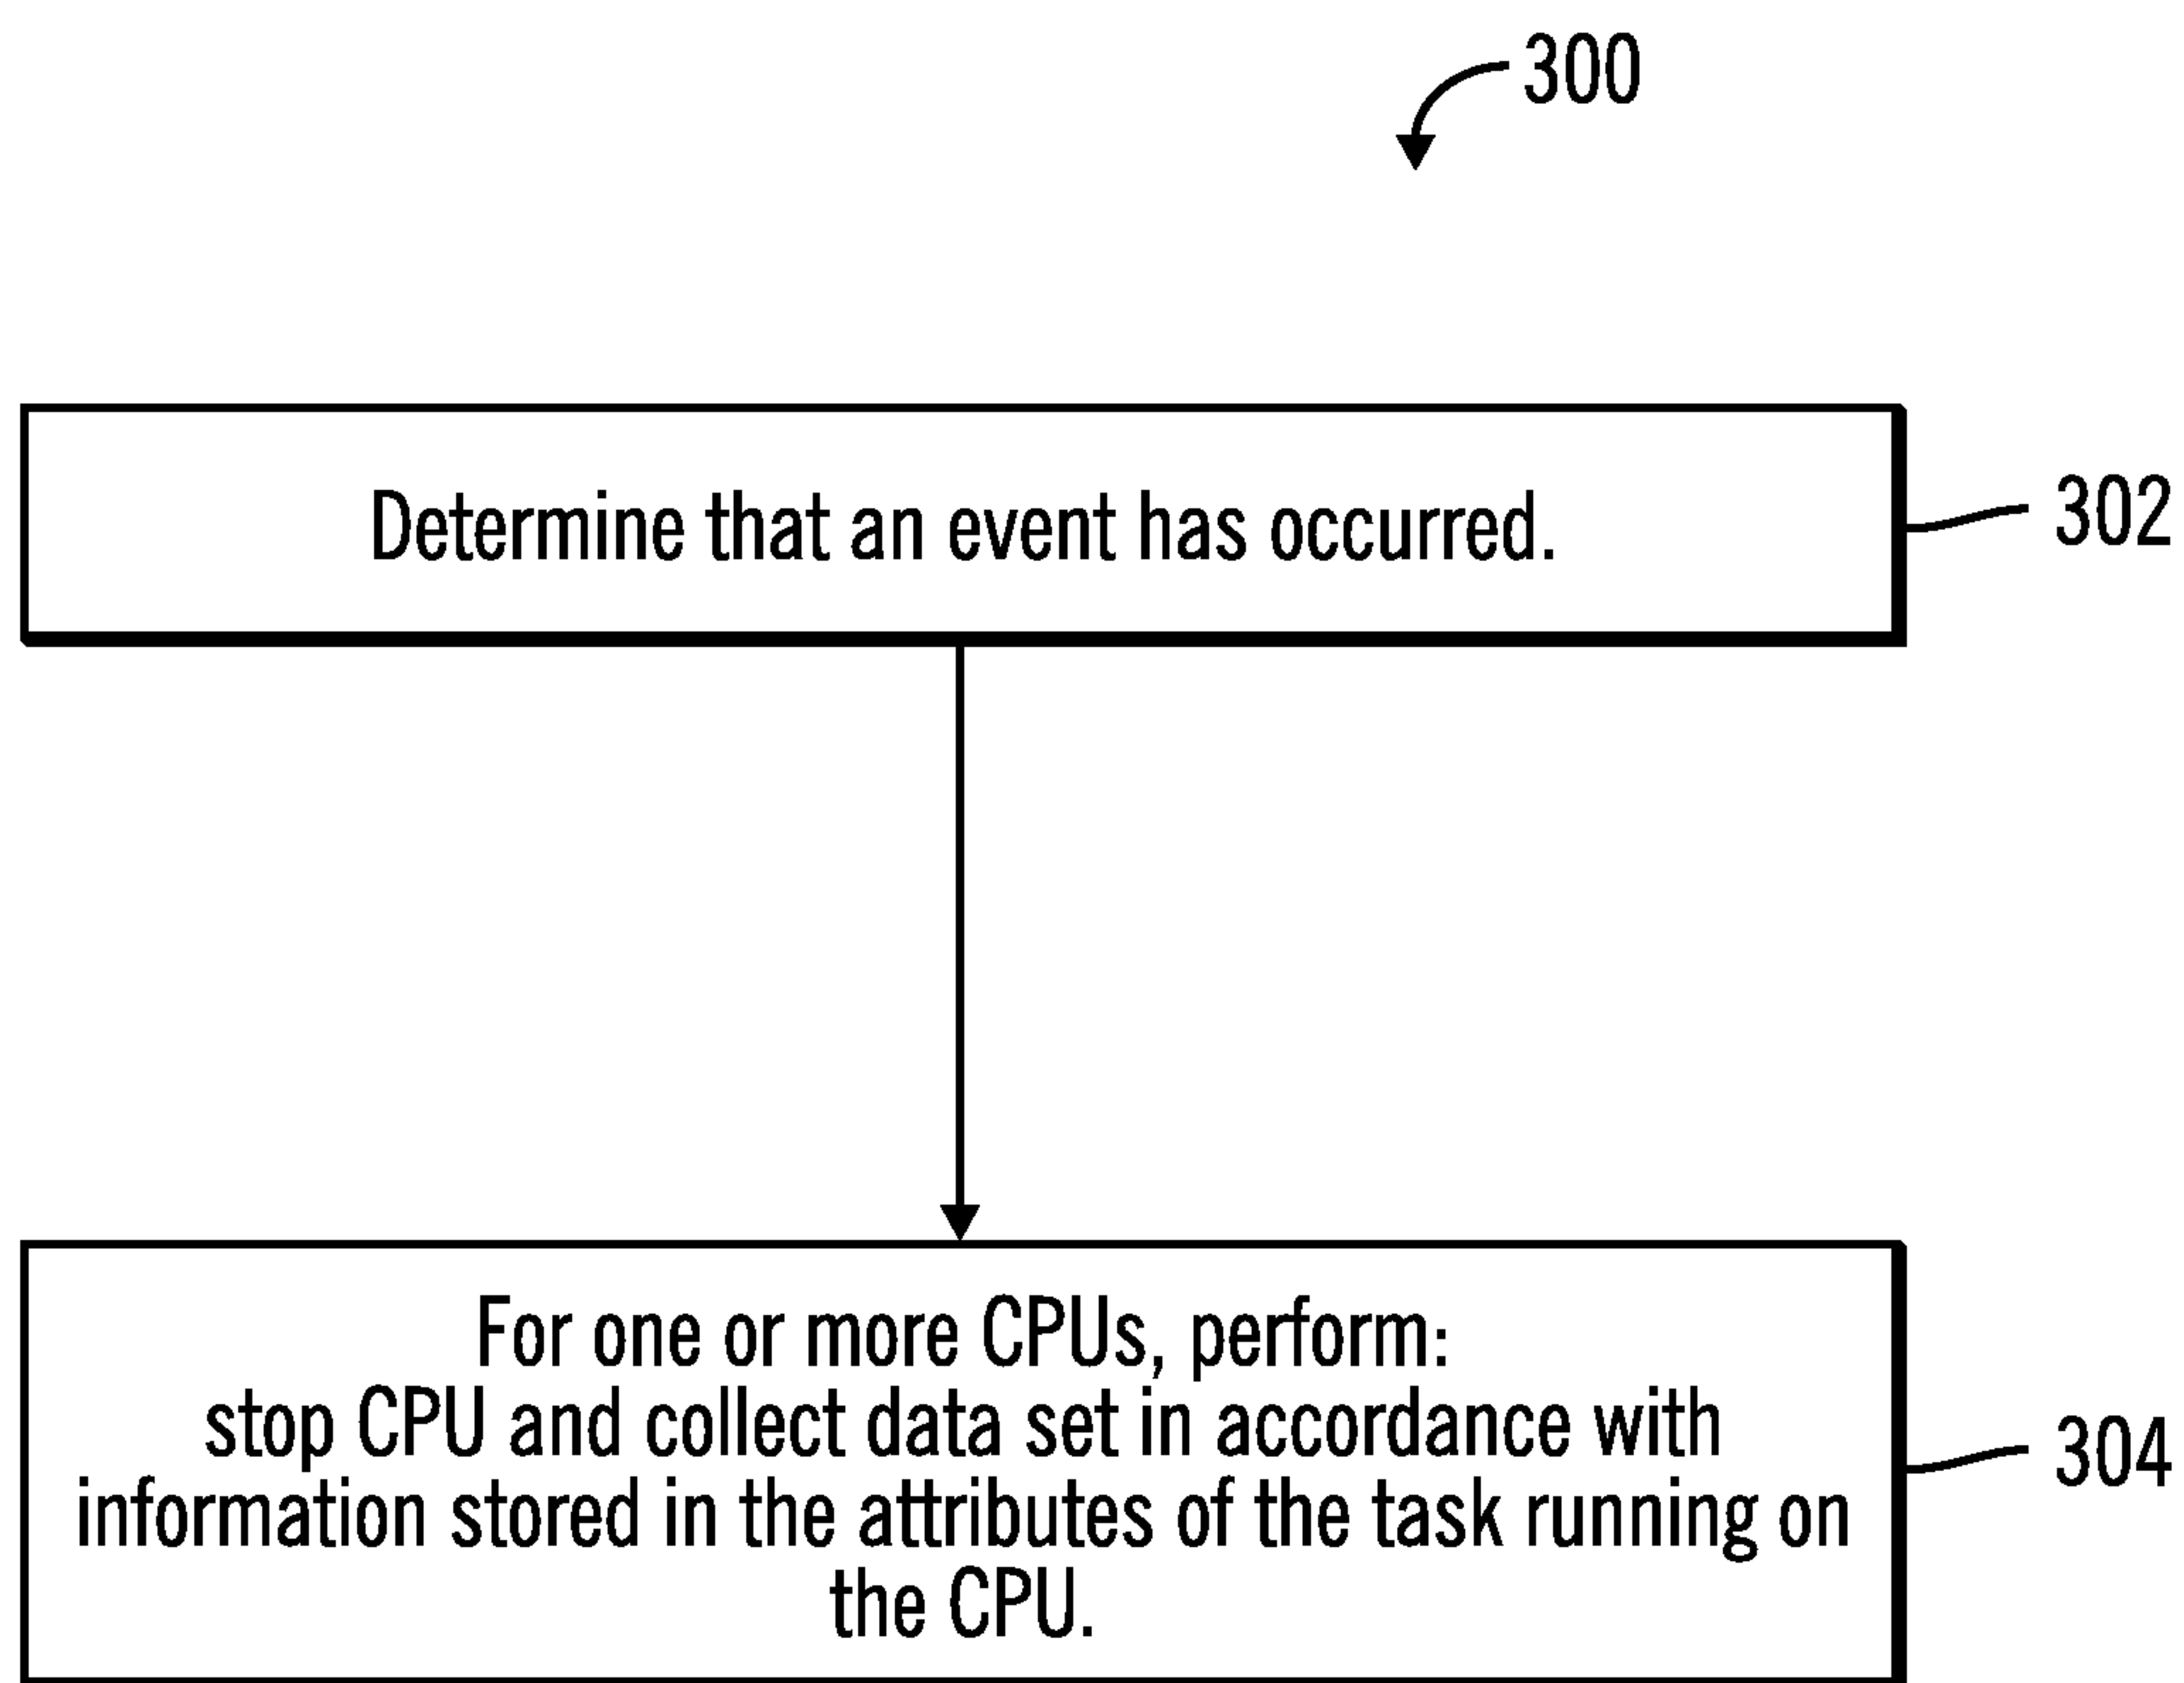 300
Determine that an event has occurred.
302
For one or more CPUs, perform:
stop CPU and collect data set in accordance with
information stored in the attributes of the task running on
the CPU.
304